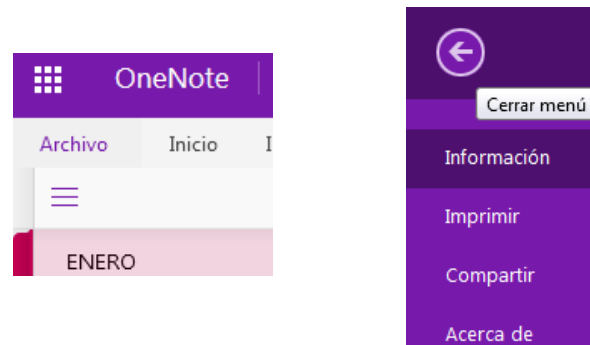 OneNote
Archivo Inicio I
ENERO
Cerrar menú
Información
Imprimir
Compartir
Acerca de